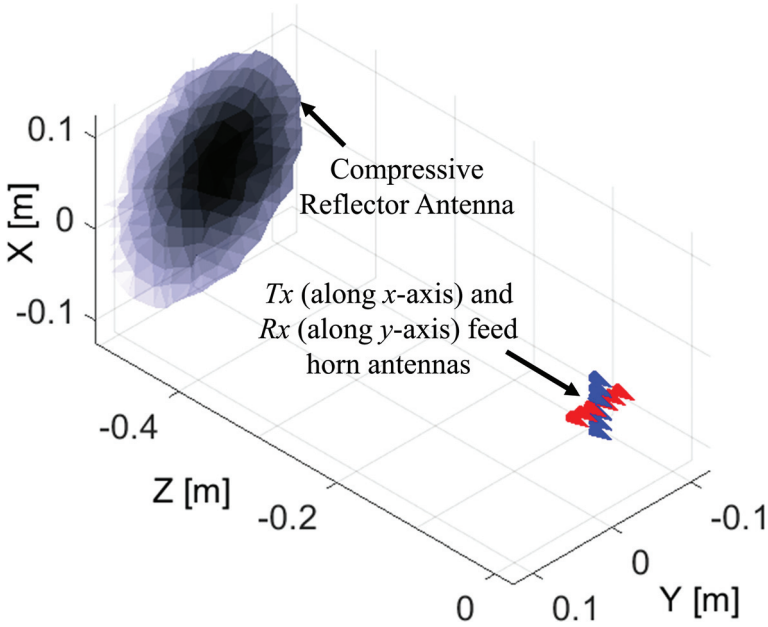 0.1
0
-0.1
X [m]
Compressive
Reflector Antenna
Tx (along x-axis) and
Rx (along y-axis) feed
horn antennas
-0.4
Z [m]
-0.2
0
-0.1
0
0.1
Y [m]